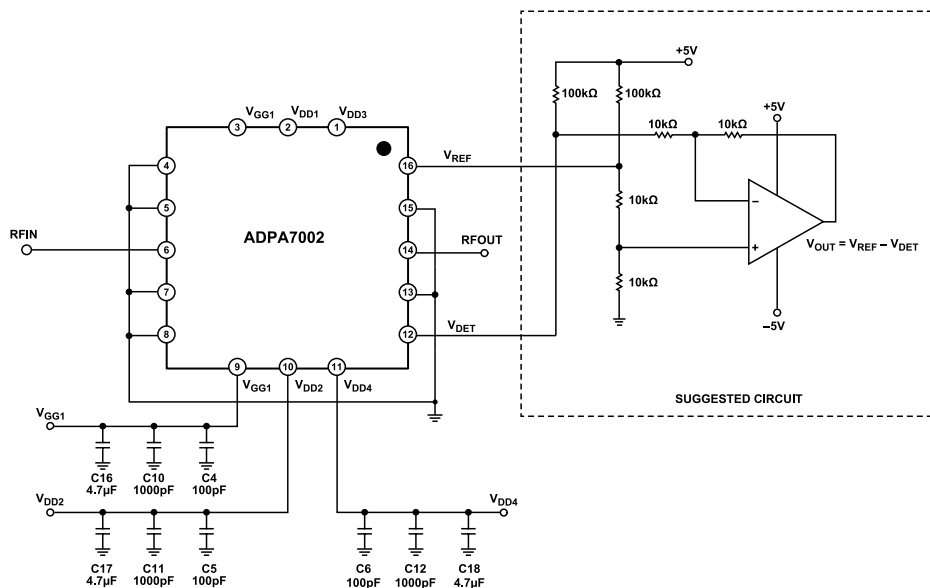 +5V
100kΩ
100kΩ
+5V
10kΩ
10kΩ
VGG1
VDD1
VDD3
3
2
1
4
16
VREF
10kΩ
5
15
–
RFIN
6
ADPA7002
14
RFOUT
+
VOUT = VREF – VDET
7
13
10kΩ
8
12
VDET
–5V
9
10
11
VGG1
VDD2
VDD4
SUGGESTED CIRCUIT
VGG1
C16
4.7µF
C10
1000pF
C4
100pF
VDD2
VDD4
C17
4.7µF
C11
1000pF
C5
100pF
C6
100pF
C12
1000pF
C18
4.7µF